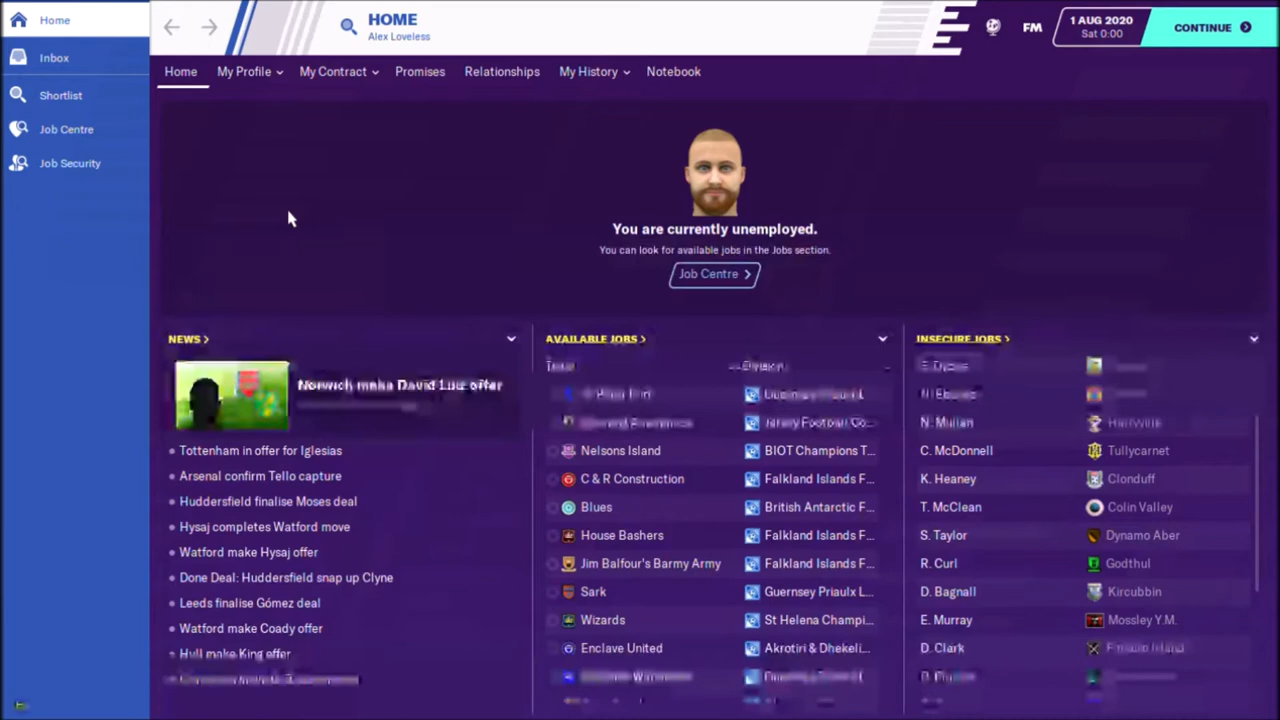 Home
Inbox
Shortlist
Job Centre
Job Security
HOME
Alex Loveless
FM
1 AUG 2020
Sat 0:00
CONTINUE
Home My Profile My Contract Promises Relationships My History Notebook
You are currently unemployed.
You can look for available jobs in the Jobs section.
Job Centre
NEWS
Norwich make David Luiz offer
Tottenham in offer for Iglesias
Arsenal confirm Tello capture
Huddersfield finalise Moses deal
Hysaj completes Watford move
Watford make Hysaj offer
Done Deal: Huddersfield snap up Clyne
Leeds finalise Gómez deal
Watford make Coady offer
Hull make King offer
AVAILABLE JOBS
Nelsons Island BIOT Champions T...
C & R Construction Falkland Islands F...
Blues British Antarctic F...
House Bashers Falkland Islands F...
Jim Balfour's Barmy Army Falkland Islands F...
Sark Guernsey Priaulx L...
Wizards St Helena Champi...
Enclave United Akrotiri & Dhekeli...
INSECURE JOBS
N. Mullan
C. McDonnell Tullycarnet
K. Heaney Clonduff
T. McClean Colin Valley
S. Taylor Dynamo Aber
R. Curl Godthul
D. Bagnall Kircubbin
E. Murray Mossley Y.M.
D. Clark